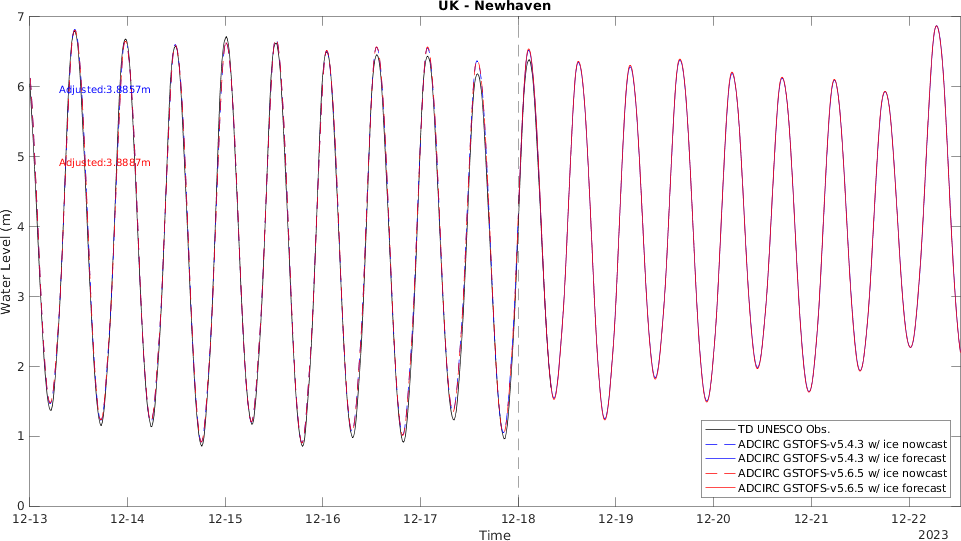 UK - Newhaven
7
6
5
4
3
2
1
0
Water Level (m)
Adjusted:3.8857m
Adjusted:3.8887m
TD UNESCO Obs.
ADCIRC GSTOFS-v5.4.3 w/ ice nowcast
ADCIRC GSTOFS-v5.4.3 w/ ice forecast
ADCIRC GSTOFS-v5.6.5 w/ ice nowcast
ADCIRC GSTOFS-v5.6.5 w/ ice forecast
12-13 12-14 12-15 12-16 12-17 12-18 12-19 12-20 12-21 12-22
Time
2023